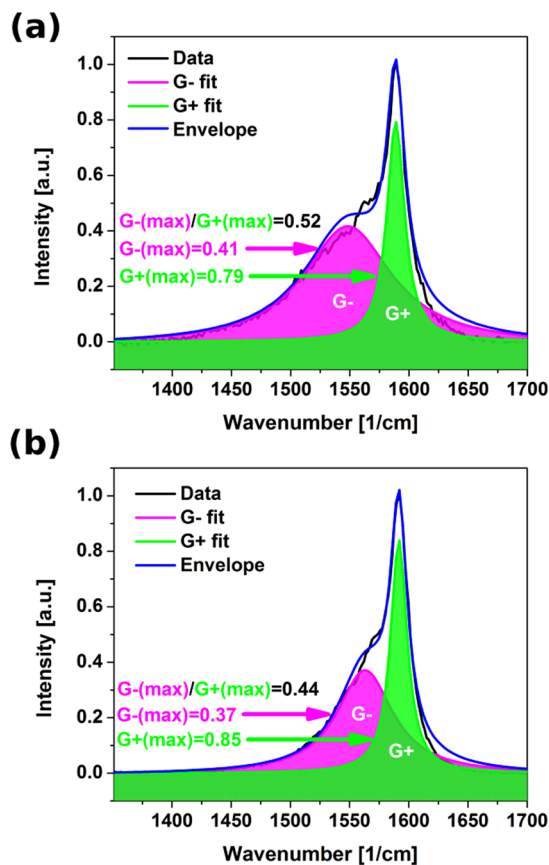 (a)
Intensity [a.u.]
1.0
0.8
0.6
0.4
0.2
0.0
Data
G- fit
G+ fit
Envelope
G-(max)/G+(max)=0.52
G-(max)=0.41
G+(max)=0.79
G-
G+
1400 1450 1500 1550 1600 1650 1700
Wavenumber [1/cm]
(b)
Intensity [a.u.]
1.0
0.8
0.6
0.4
0.2
0.0
Data
G- fit
G+ fit
Envelope
G-(max)/G+(max)=0.44
G-(max)=0.37
G+(max)=0.85
G-
G+
1400 1450 1500 1550 1600 1650 1700
Wavenumber [1/cm]